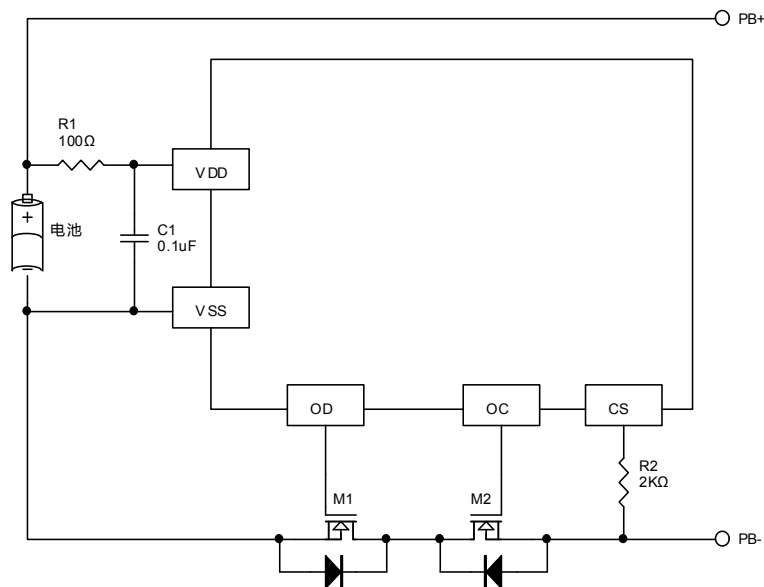 PB+
R1
100Ω
VDD
电池
C1
0.1uF
VSS
OD
OC
CS
R2
2KΩ
M1
M2
PB-